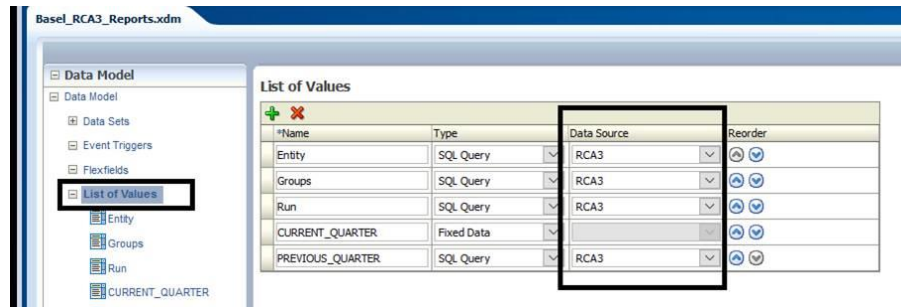 Basel_RCA3_Reports.xdm
Data Model
Data Model
Data Sets
Event Triggers
Flexfields
List of Values
Entity
Groups
Run
CURRENT_QUARTER
List of Values
*Name Type Data Source Reorder
Entity SQL Query RCA3
Groups SQL Query RCA3
Run SQL Query RCA3
CURRENT_QUARTER Fixed Data
PREVIOUS_QUARTER SQL Query RCA3